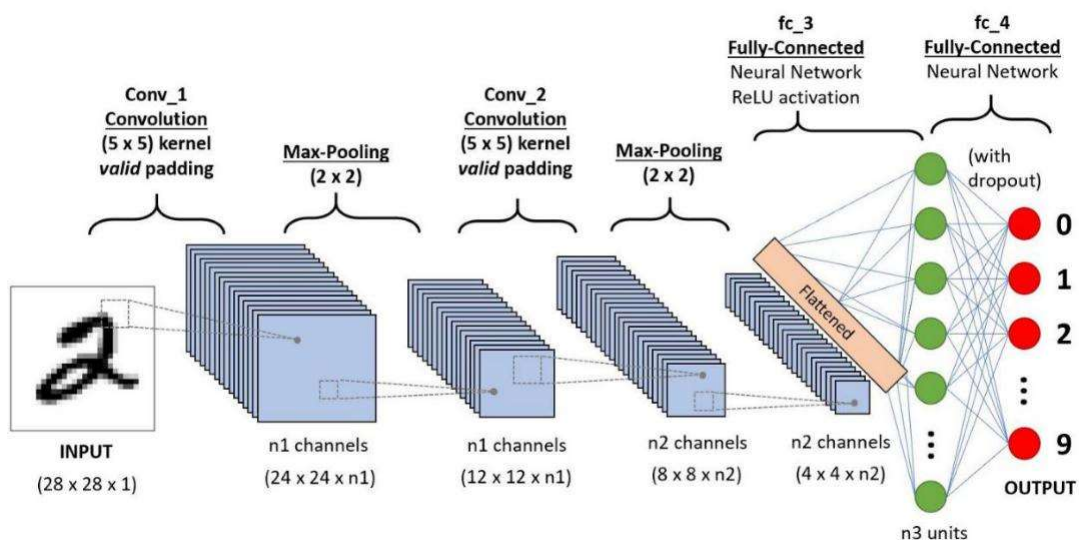 Conv_1
Convolution
(5 x 5) kernel
valid padding
Max-Pooling
(2 x 2)
Conv_2
Convolution
(5 x 5) kernel
valid padding
Max-Pooling
(2 x 2)
fc_3
Fully-Connected
Neural Network
ReLU activation
fc_4
Fully-Connected
Neural Network
(with
dropout)
2
INPUT
(28 x 28 x 1)
n1 channels
(24 x 24 x n1)
n1 channels
(12 x 12 x n1)
n2 channels
(8 x 8 x n2)
n2 channels
(4 x 4 x n2)
Flattened
n3 units
0
1
2
9
OUTPUT